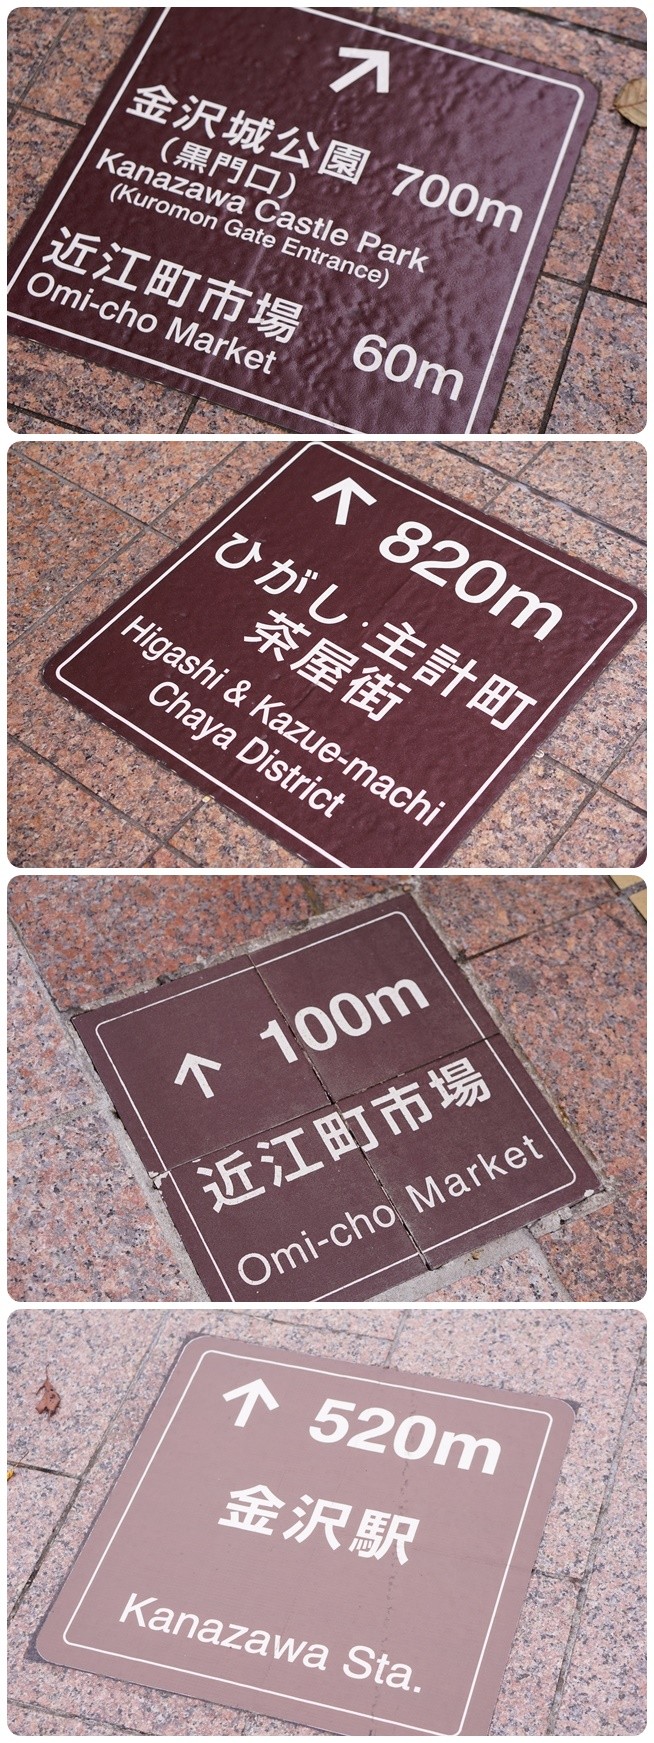 ↗
金沢城公園 700m
(黒門口)
Kanazawa Castle Park
(Kuromon Gate Entrance)
近江町市場 60m
Omi-cho Market
↑ 820m
ひがし・主計町
茶屋街
Higashi & Kazue-machi
Chaya District
↑ 100m
近江町市場
Omi-cho Market
↑ 520m
金沢駅
Kanazawa Sta.